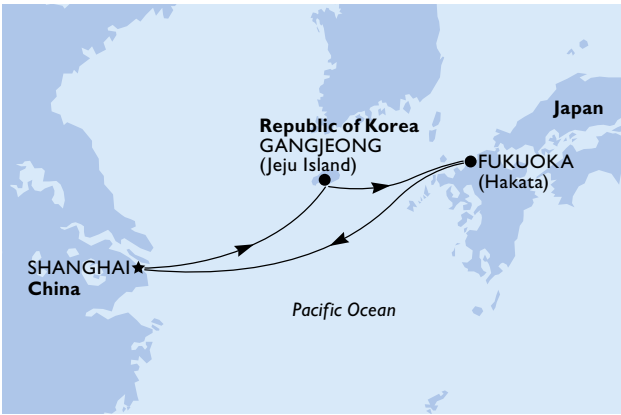 Japan
Republic of Korea
GANGJEONG
(Jeju Island)
FUKUOKA
(Hakata)
SHANGHAI
China
Pacific Ocean